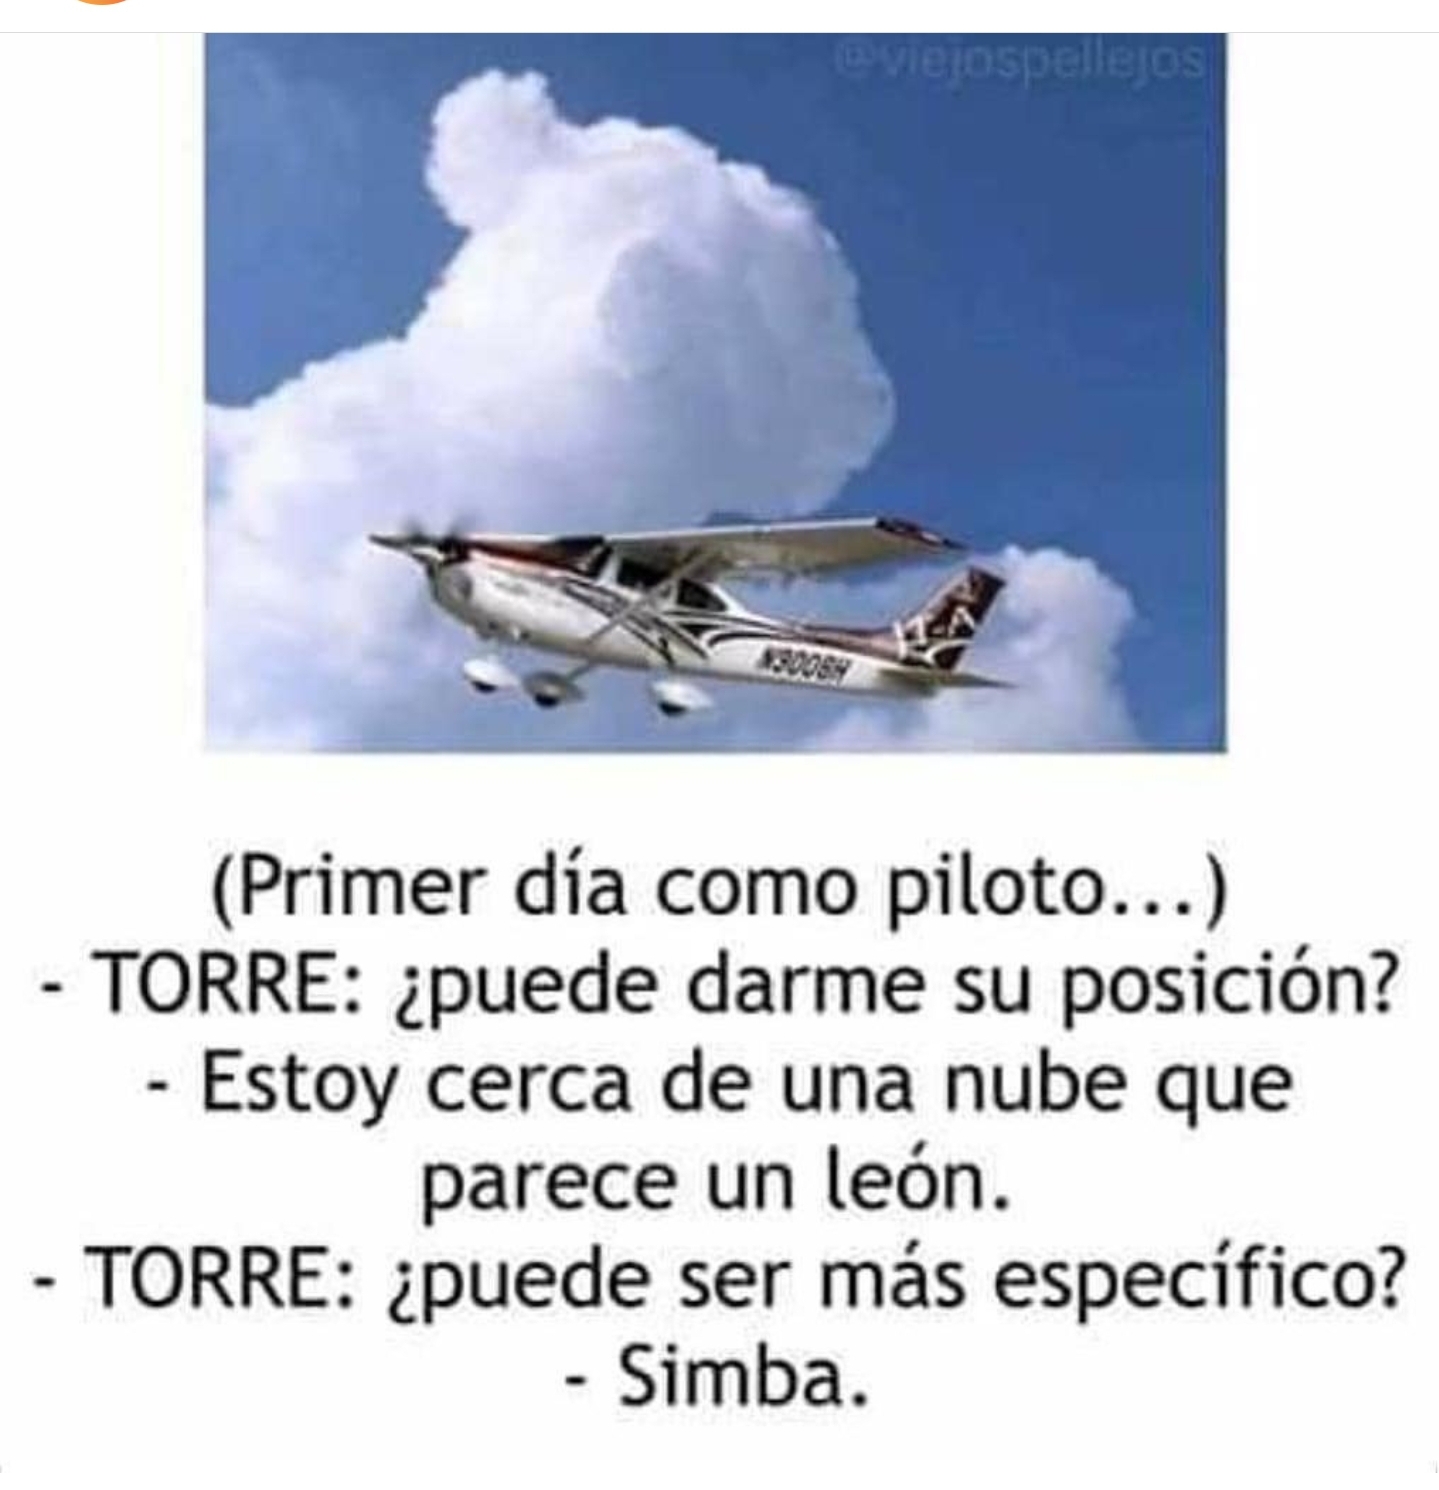 @viejospellejos
N9008H
(Primer día como piloto...)
- TORRE: ¿puede darme su posición?
- Estoy cerca de una nube que
parece un león.
- TORRE: ¿puede ser más específico?
- Simba.